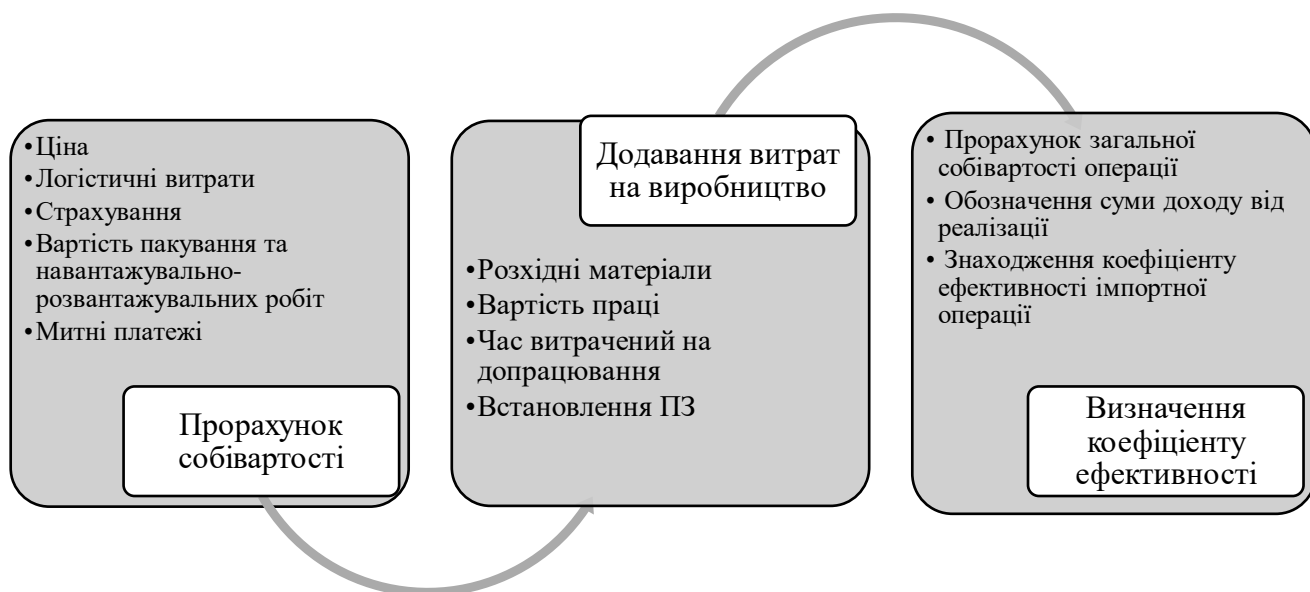 •Ціна
•Логістичні витрати
•Страхування
•Вартість пакування та
навантажувально-
розвантажувальних робіт
•Митні платежі
Прорахунок
собівартості
Додавання витрат
на виробництво
•Розхідні матеріали
•Вартість праці
•Час витрачений на
допрацювання
•Встановлення ПЗ
• Прорахунок загальної
собівартості операції
• Обозначення суми доходу від
реалізації
• Знаходження коефіцієнту
ефективності імпортної
операції
Визначення
коефіцієнту
ефективності